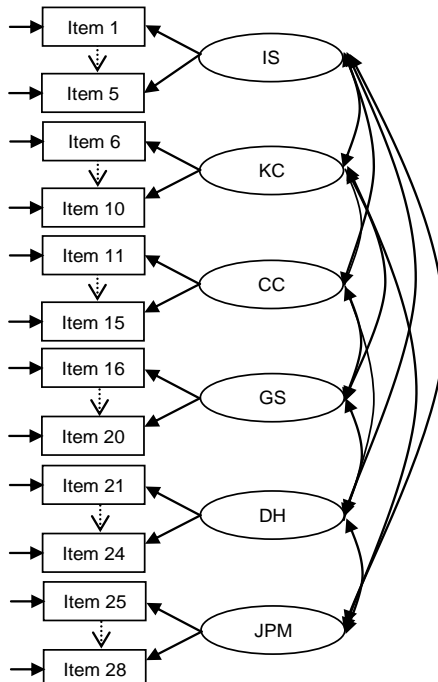 Item 1
IS
Item 5
Item 6
KC
Item 10
Item 11
CC
Item 15
Item 16
GS
Item 20
Item 21
DH
Item 24
Item 25
JPM
Item 28